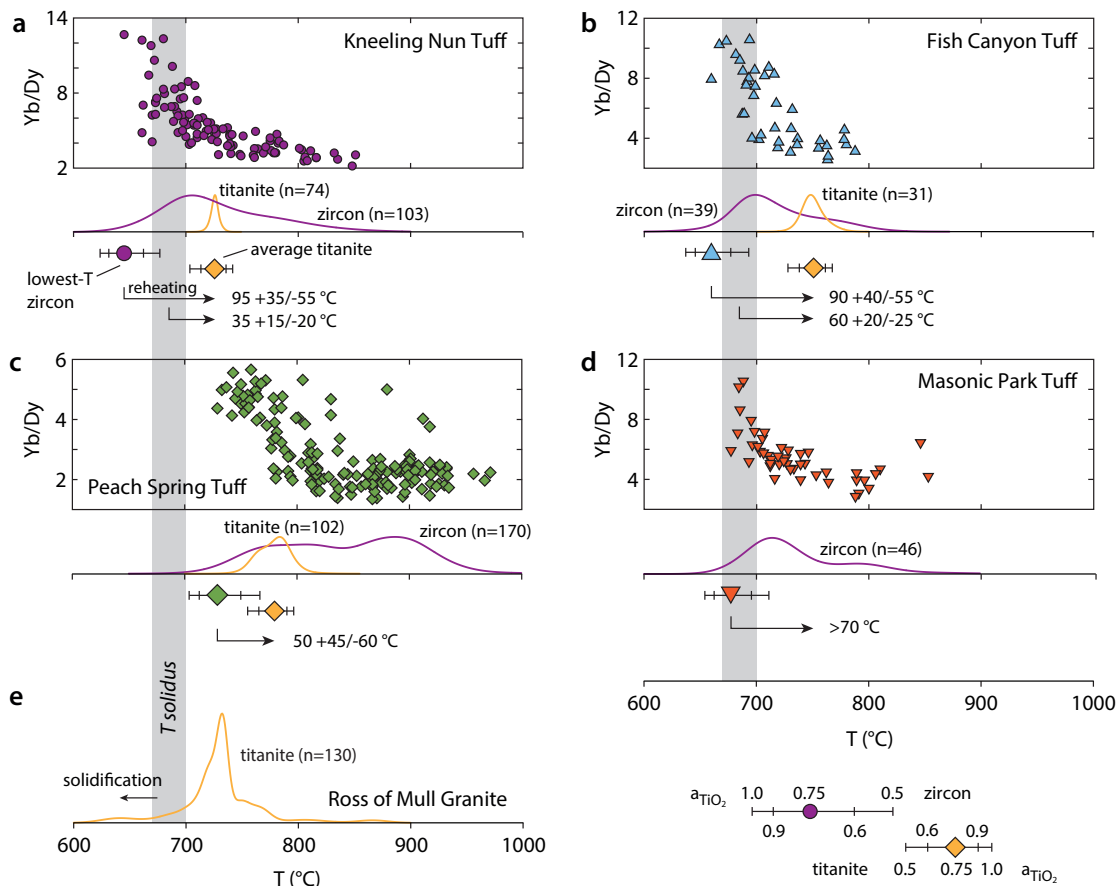 a
Kneeling Nun Tuff
14
8
2
Yb/Dy
titanite (n=74)
zircon (n=103)
average titanite
lowest-T
zircon
reheating
95 +35/-55 °C
35 +15/-20 °C
b
Fish Canyon Tuff
12
8
4
Yb/Dy
titanite (n=31)
zircon (n=39)
90 +40/-55 °C
60 +20/-25 °C
600 700 800 900 1000
c
Peach Spring Tuff
6
4
2
Yb/Dy
titanite (n=102)
zircon (n=170)
50 +45/-60 °C
d
Masonic Park Tuff
12
8
4
Yb/Dy
zircon (n=46)
>70 °C
600 700 800 900 1000
T (°C)
T solidus
e
titanite (n=130)
solidification
Ross of Mull Granite
600 700 800 900 1000
T (°C)
aTiO2 1.0 0.75 0.5 zircon
0.9 0.6
0.6 0.9
titanite 0.5 0.75 1.0 aTiO2